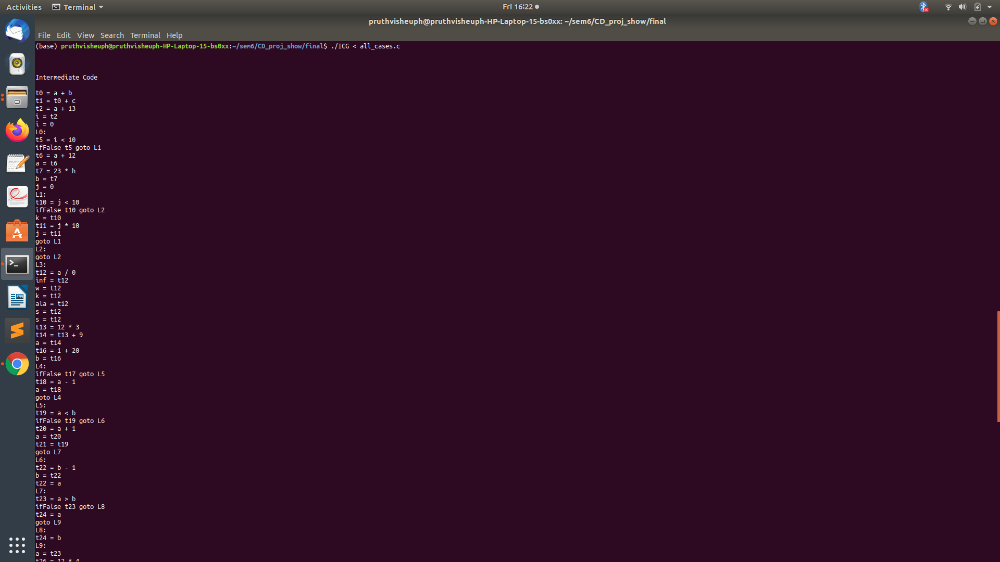 Activities Terminal Fri 16:22
pruthvisheuph@pruthvisheuph-HP-Laptop-15-bs0xx: ~/sem6/CD_proj_show/final
File Edit View Search Terminal Help
(base) pruthvisheuph@pruthvisheuph-HP-Laptop-15-bs0xx:~/sem6/CD_proj_show/final$ ./ICG < all_cases.c
Intermediate Code
t0 = a + b
t1 = t0 + c
t2 = a + 13
i = t2
i = 0
L0:
t5 = i < 10
ifFalse t5 goto L1
t6 = a + 12
a = t6
t7 = 23 * h
b = t7
j = 0
L1:
t10 = j < 10
ifFalse t10 goto L2
k = t10
t11 = j * 10
j = t11
goto L1
L2:
goto L2
L3:
t12 = a / 0
inf = t12
w = t12
k = t12
ala = t12
s = t12
s = t12
t13 = 12 * 3
t14 = t13 + 9
a = t14
t16 = 1 + 20
b = t16
L4:
ifFalse t17 goto L5
t18 = a - 1
a = t18
goto L4
L5:
t19 = a < b
ifFalse t19 goto L6
t20 = a + 1
a = t20
t21 = t19
goto L7
L6:
t22 = b - 1
b = t22
t22 = a
L7:
t23 = a > b
ifFalse t23 goto L8
t24 = a
goto L9
L8:
t24 = b
L9:
a = t23
t26 = 12 * 4